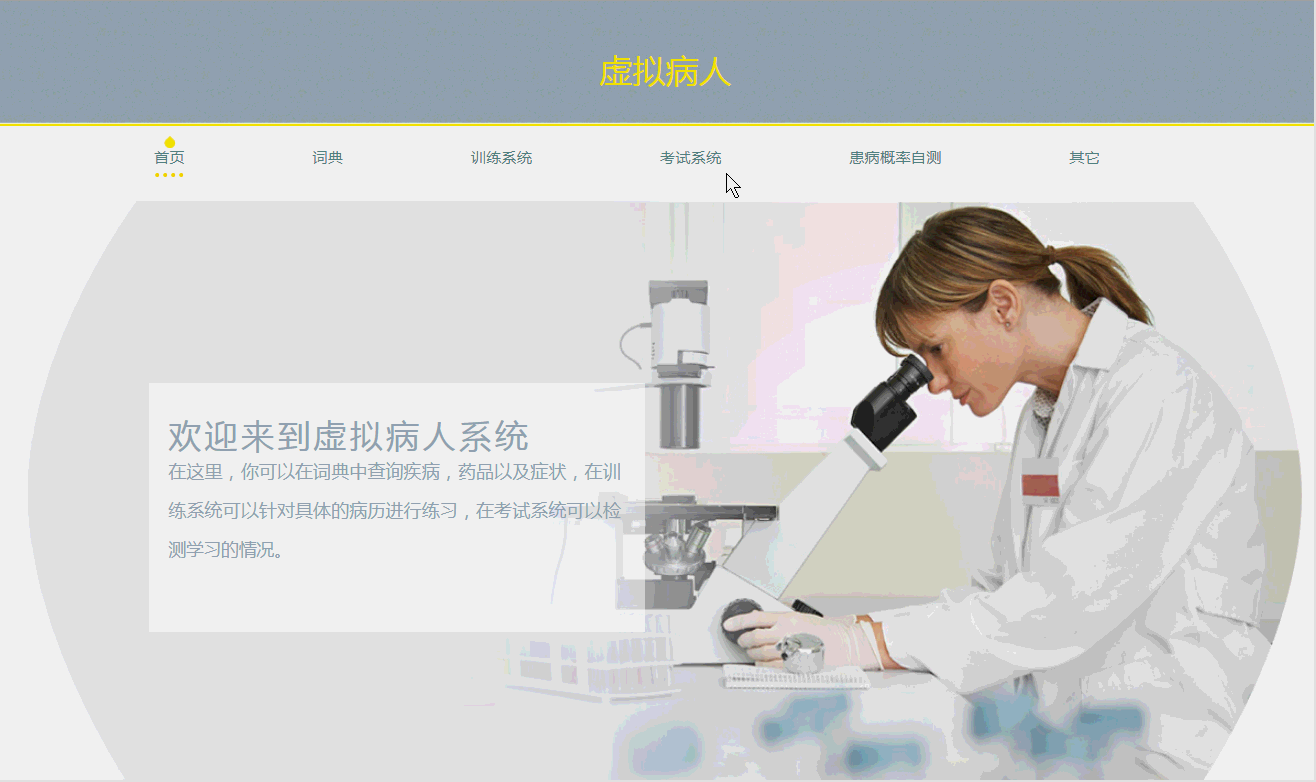 虚拟病人
首页 词典 训练系统 考试系统 患病概率自测 其它
欢迎来到虚拟病人系统
在这里，你可以在词典中查询疾病，药品以及症状，在训
练系统可以针对具体的病历进行练习，在考试系统可以检
测学习的情况。